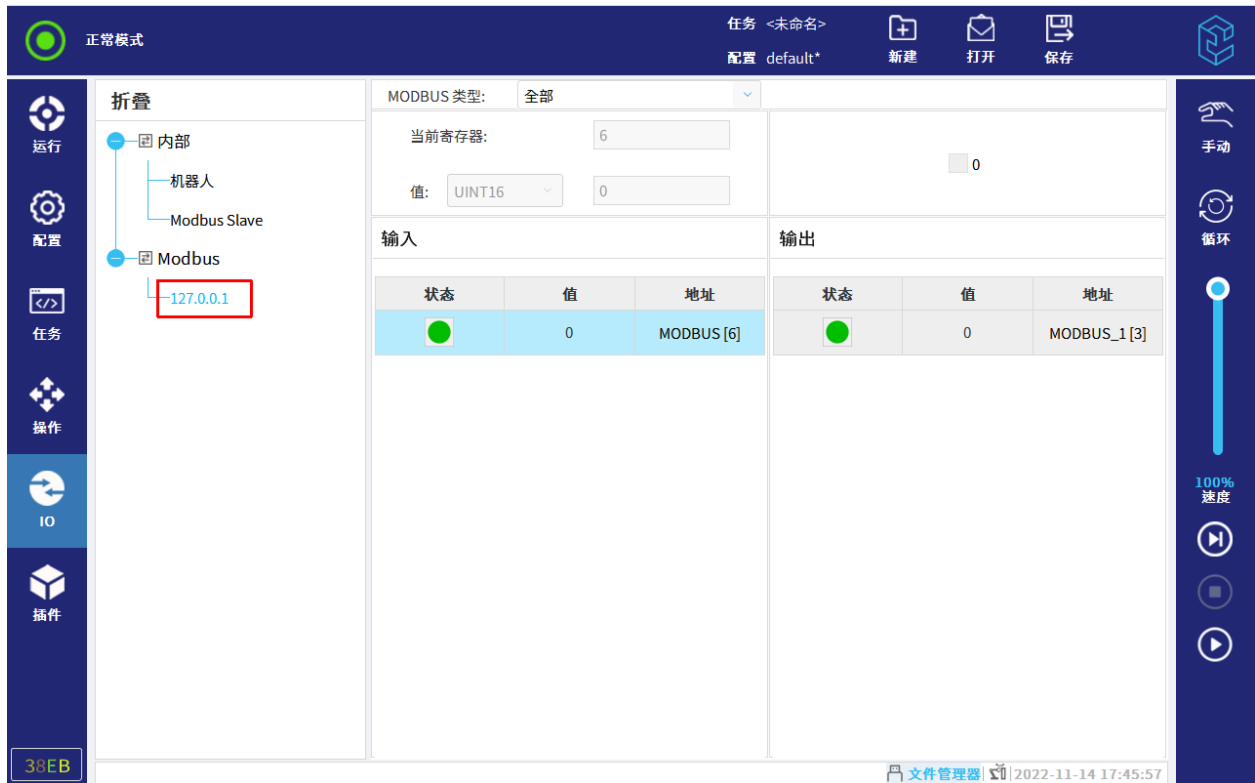 正常模式
任务 <未命名>
配置 default*
新建
打开
保存
运行
配置
任务
操作
IO
插件
38EB
折叠
内部
机器人
Modbus Slave
Modbus
127.0.0.1
MODBUS 类型: 全部
当前寄存器: 6
值: UINT16 0
0
输入
状态 值 地址
0 MODBUS [6]
输出
状态 值 地址
0 MODBUS_1 [3]
手动
循环
100%
速度
文件管理器 2022-11-14 17:45:57